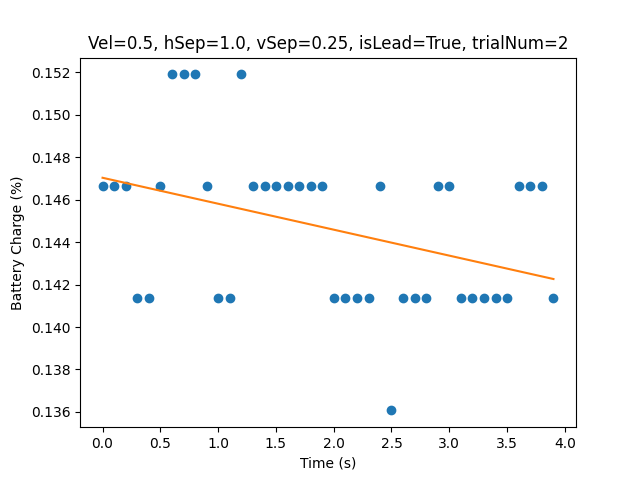 Vel=0.5, hSep=1.0, vSep=0.25, isLead=True, trialNum=2
Battery Charge (%)
0.152
0.150
0.148
0.146
0.144
0.142
0.140
0.138
0.136
0.0 0.5 1.0 1.5 2.0 2.5 3.0 3.5 4.0
Time (s)